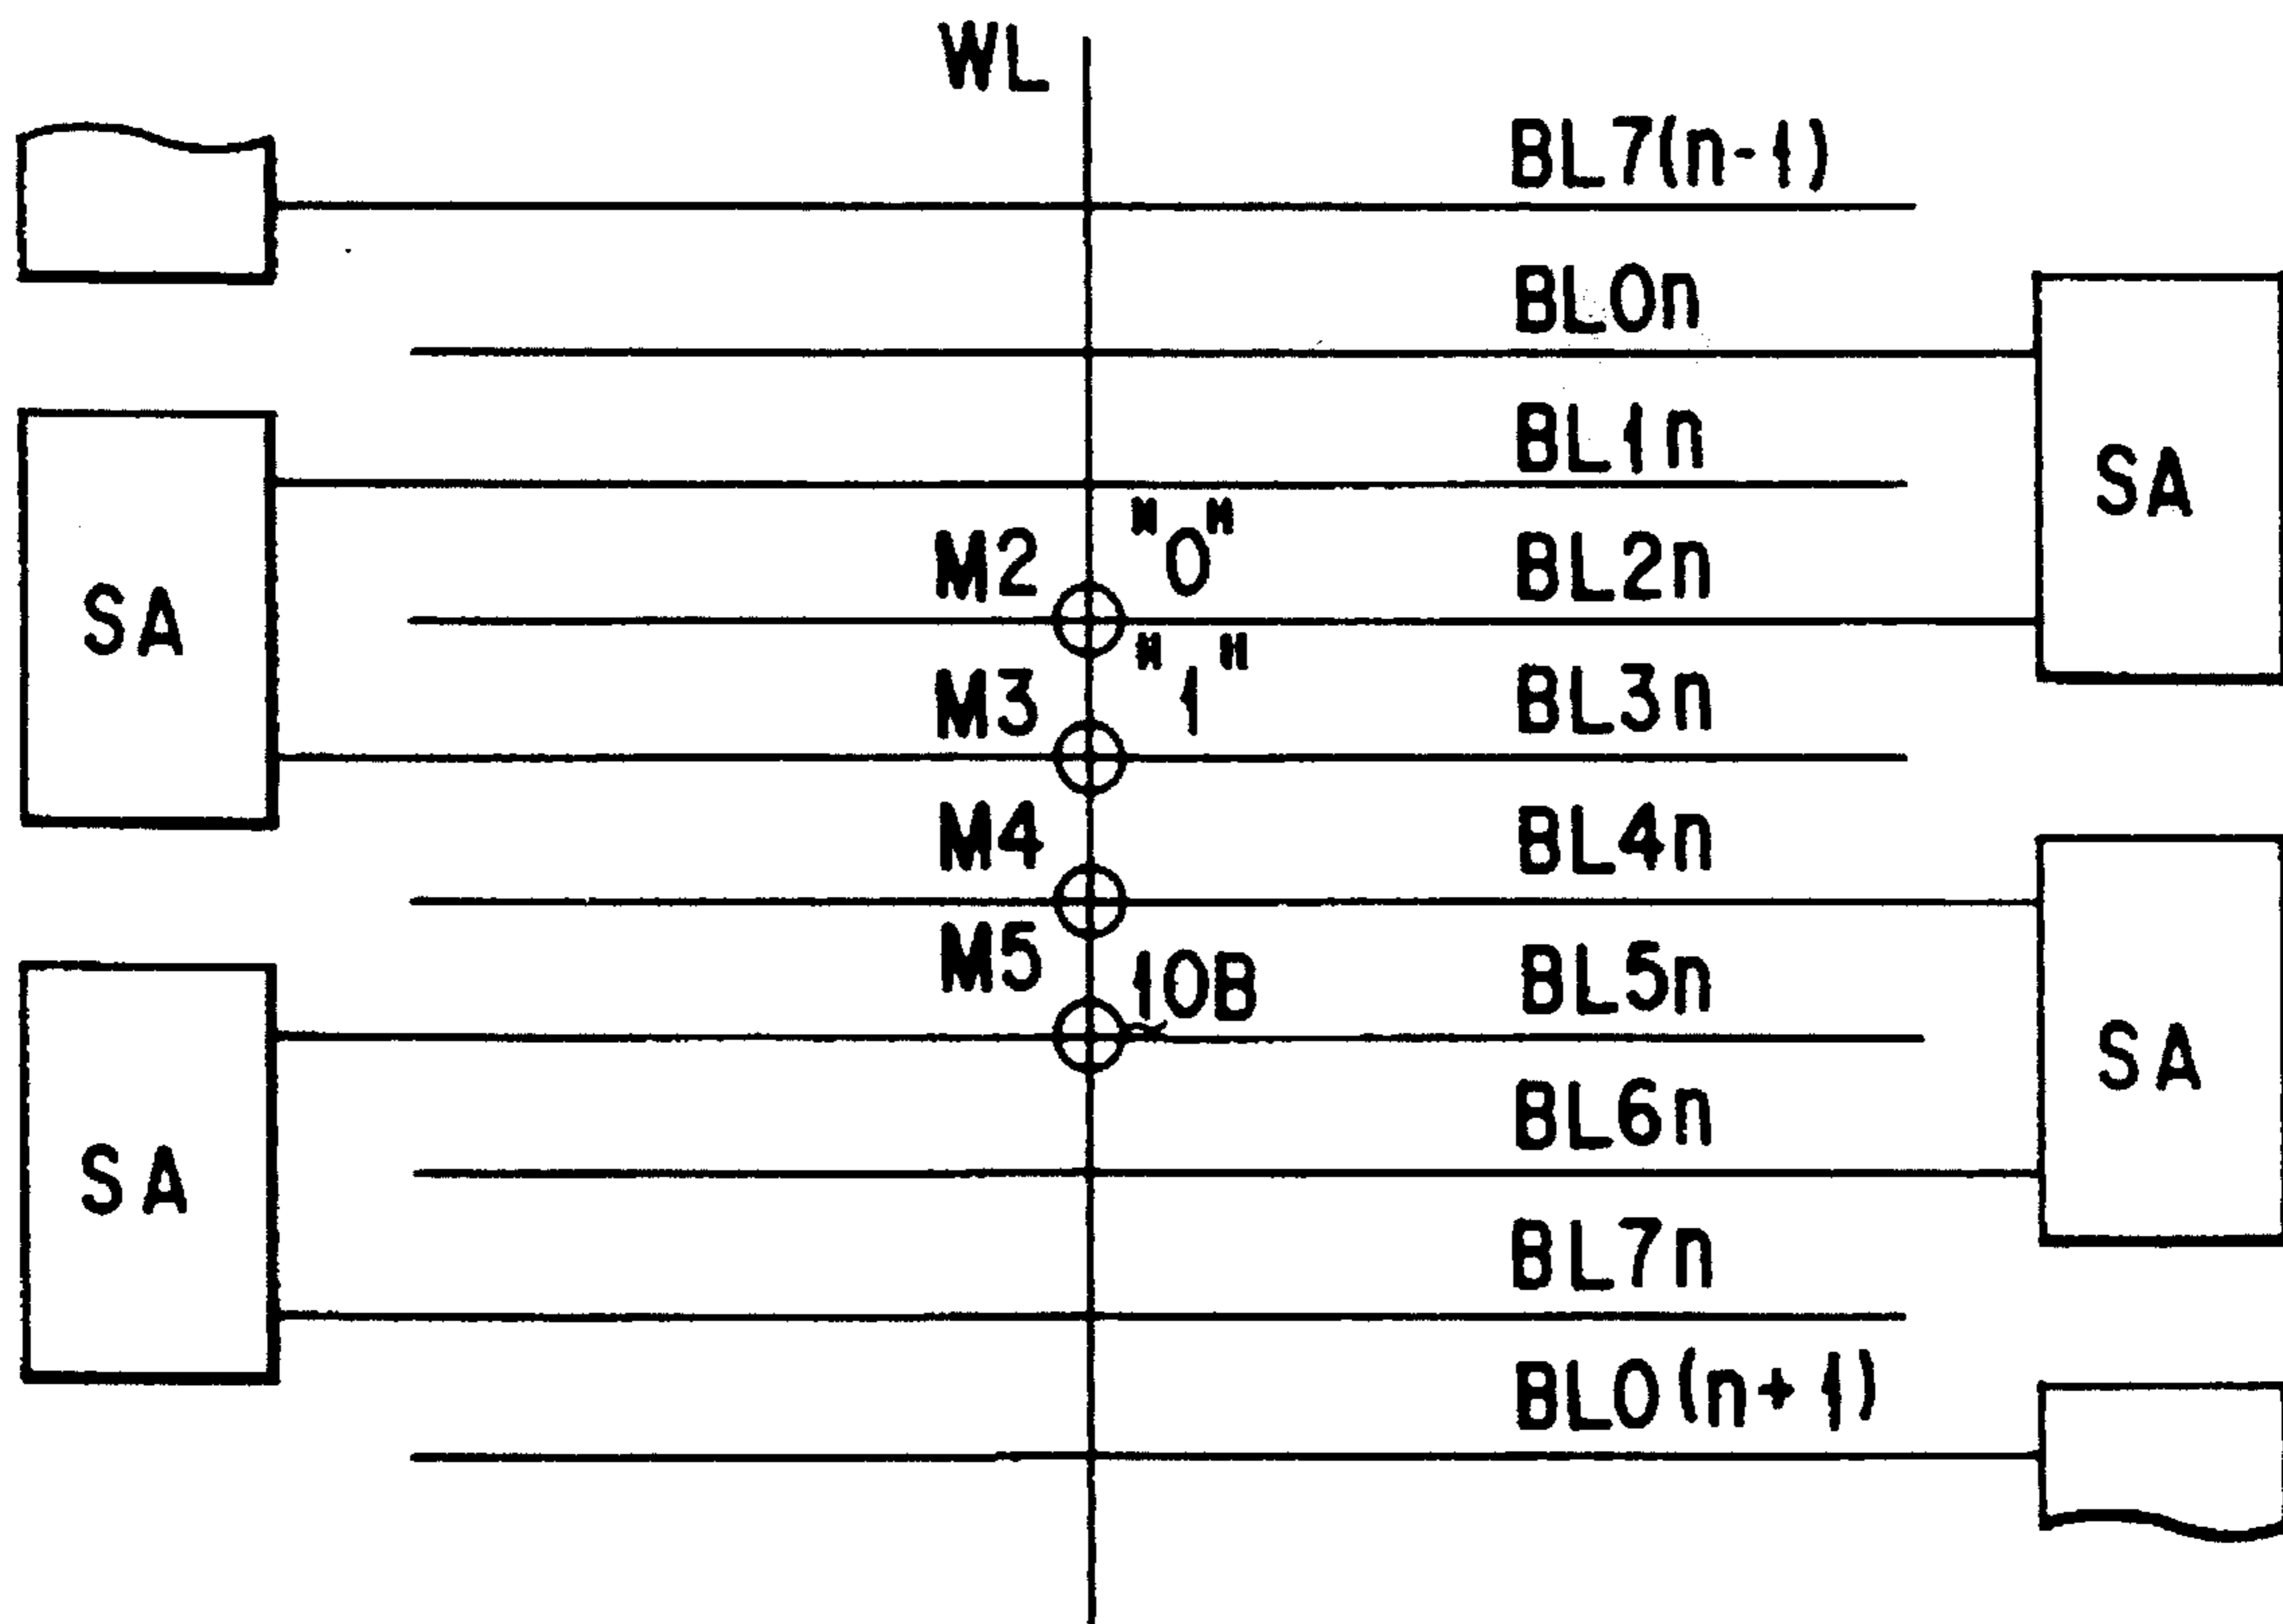 WL
BL7(n-1)
BL0n
BL1n
SA
M2 "0" BL2n
SA
M3 "1" BL3n
M4 BL4n
M5 10B BL5n
SA
BL6n
SA
BL7n
BL0(n+1)